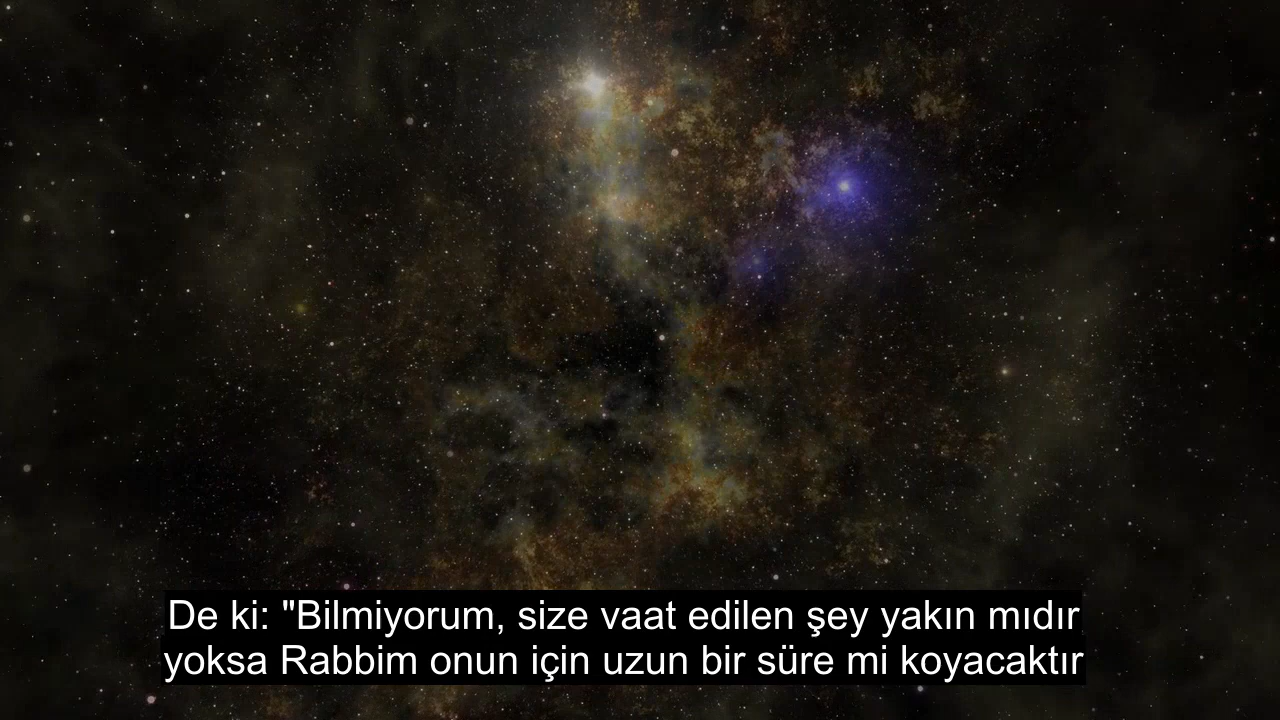 De ki: "Bilmiyorum, size vaat edilen şey yakın mıdır
yoksa Rabbim onun için uzun bir süre mi koyacaktır